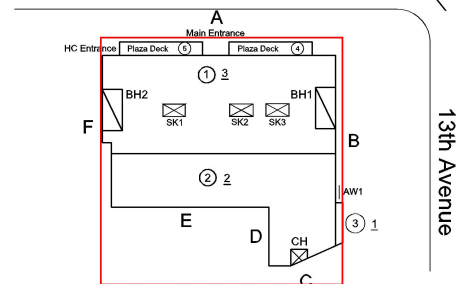 A
Main Entrance
HC Entrance
Plaza Deck 5
Plaza Deck 4
1 3
BH2
BH1
SK1
SK2
SK3
F
B
13th Avenue
2 2
AW1
E
3 1
D
CH
C